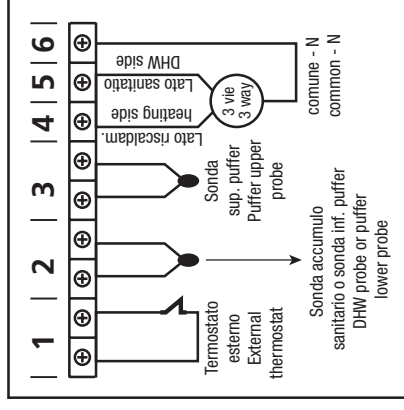 1
2
3
4
5
6
Termostato
esterno
External
thermostat
Sonda accumulo
sanitario o sonda inf. puffer
DHW probe or puffer
lower probe
Sonda
sup. puffer
Puffer upper
probe
Lato riscaldam.
heating side
Lato sanitatio
DHW side
3 vie
3 way
comune - N
common - N